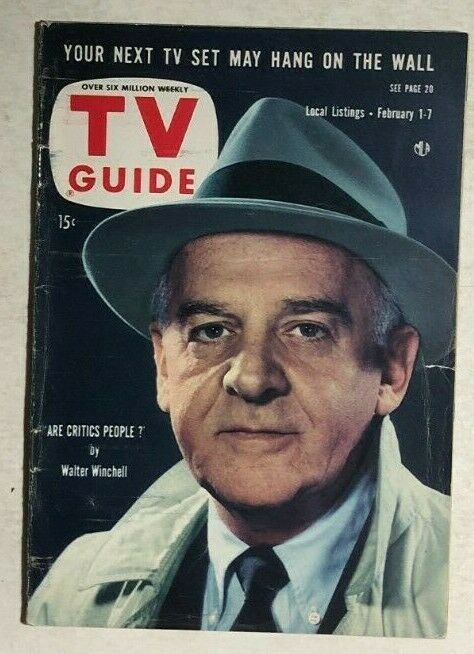 YOUR NEXT TV SET MAY HANG ON THE WALL
SEE PAGE 20
OVER SIX MILLION WEEKLY
TV
GUIDE
®
Local Listings • February 1-7
15¢
"ARE CRITICS PEOPLE?"
by
Walter Winchell